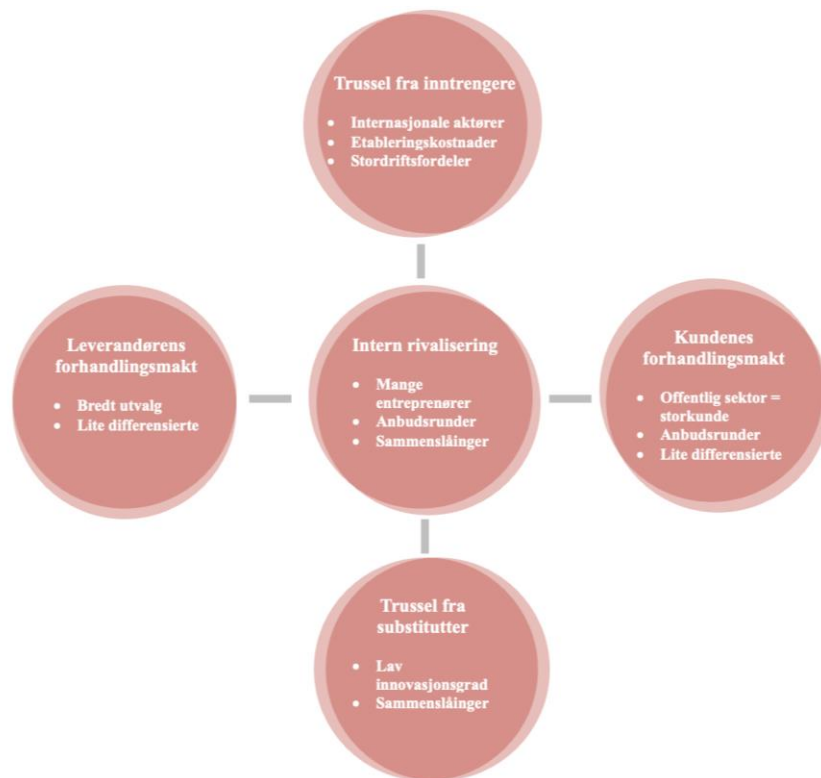 Trussel fra inntrengere
• Internasjonale aktører
• Etableringskostnader
• Stordriftsfordeler
Leverandørens
forhandlingsmakt
• Bredt utvalg
• Lite differensierte
Intern rivalisering
• Mange
entreprenører
• Anbudsrunder
• Sammenslåinger
Kundenes
forhandlingsmakt
• Offentlig sektor =
storkunde
• Anbudsrunder
• Lite differensierte
Trussel fra
substitutter
• Lav
innovasjonsgrad
• Sammenslåinger